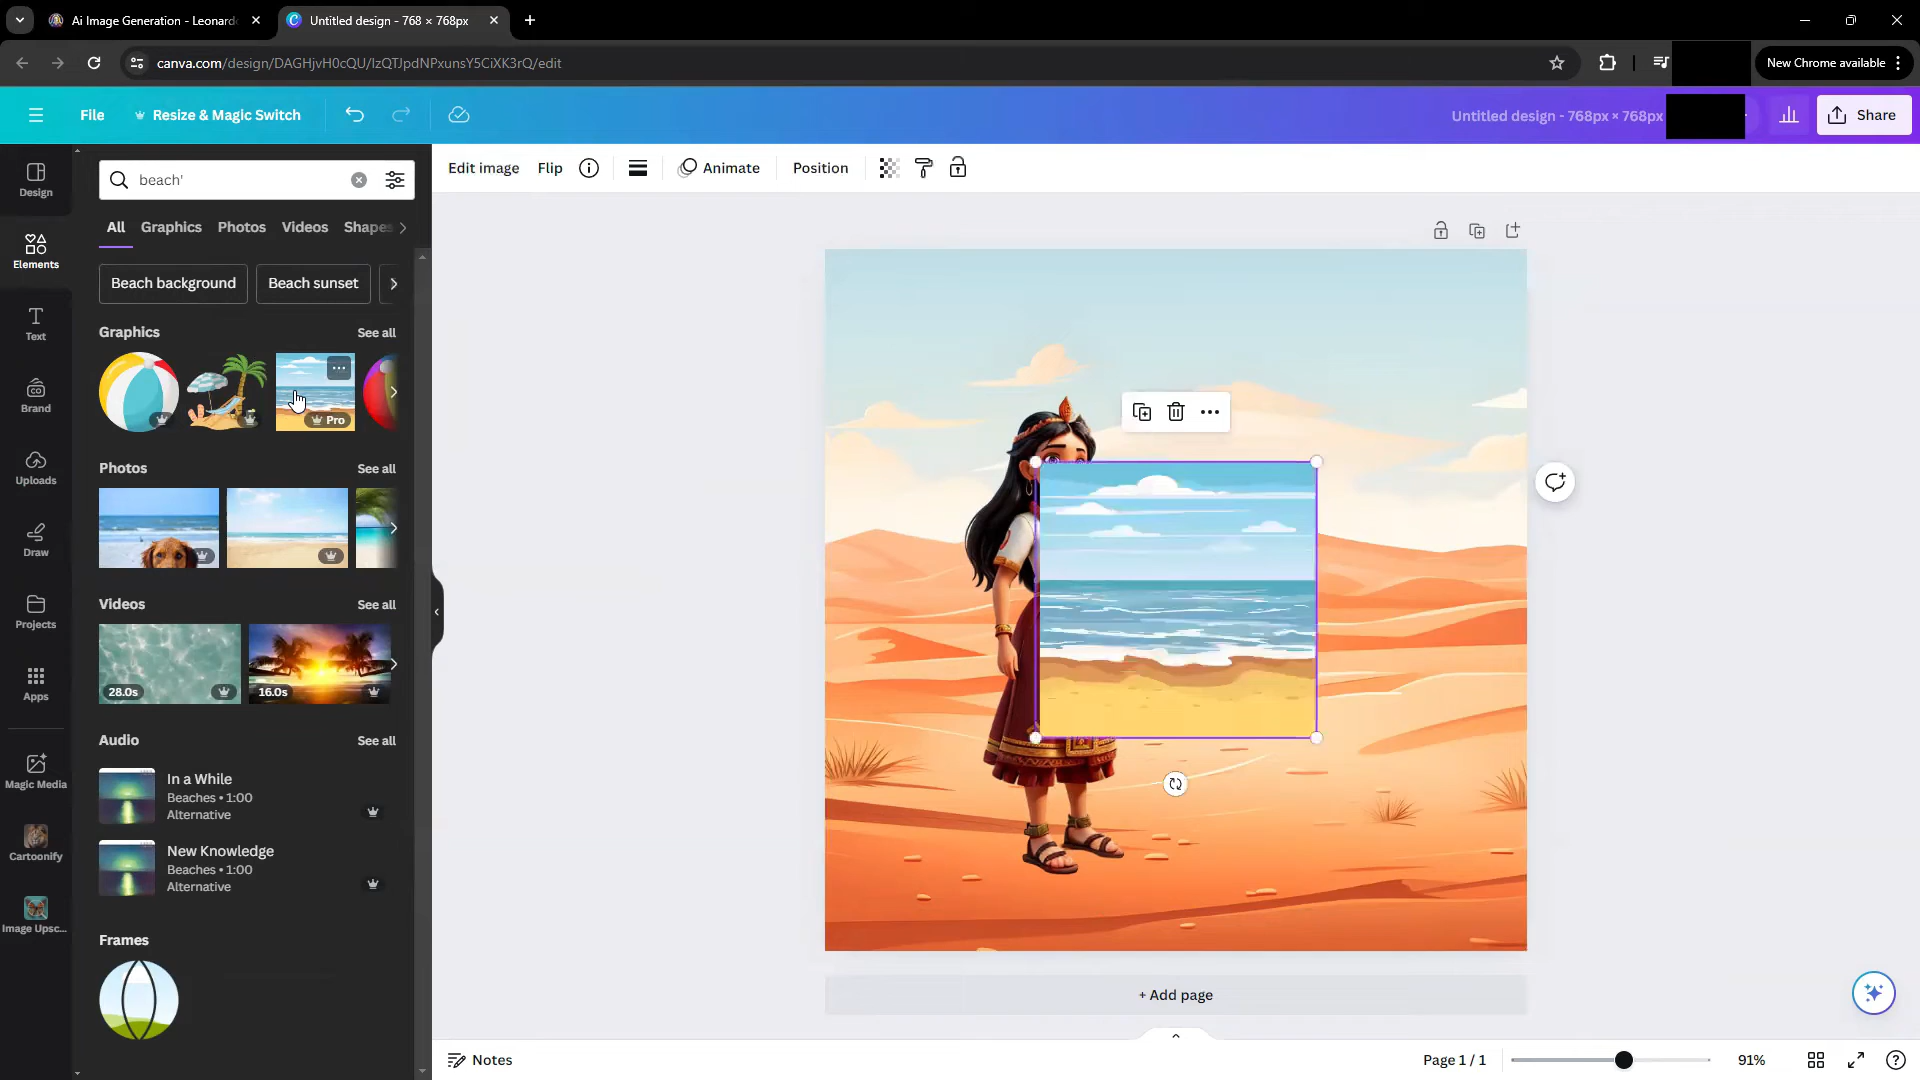 Ai Image Generation - Leonard
Untitled design - 768 × 768px
canva.com/design/DAGHjvH0cQU/IzQTJpdNPxunsY5CiXK3rQ/edit
New Chrome available
File
Resize & Magic Switch
Untitled design - 768px × 768px
Share
Design
Elements
Text
Brand
Uploads
Draw
Projects
Apps
Magic Media
Cartoonify
Image Upsc...
beach'
All
Graphics
Photos
Videos
Shapes
Beach background
Beach sunset
Graphics
See all
Pro
Photos
See all
Videos
See all
28.0s
16.0s
Audio
See all
In a While
Beaches • 1:00
Alternative
New Knowledge
Beaches • 1:00
Alternative
Frames
Edit image
Flip
Animate
Position
+ Add page
Notes
Page 1 / 1
91%